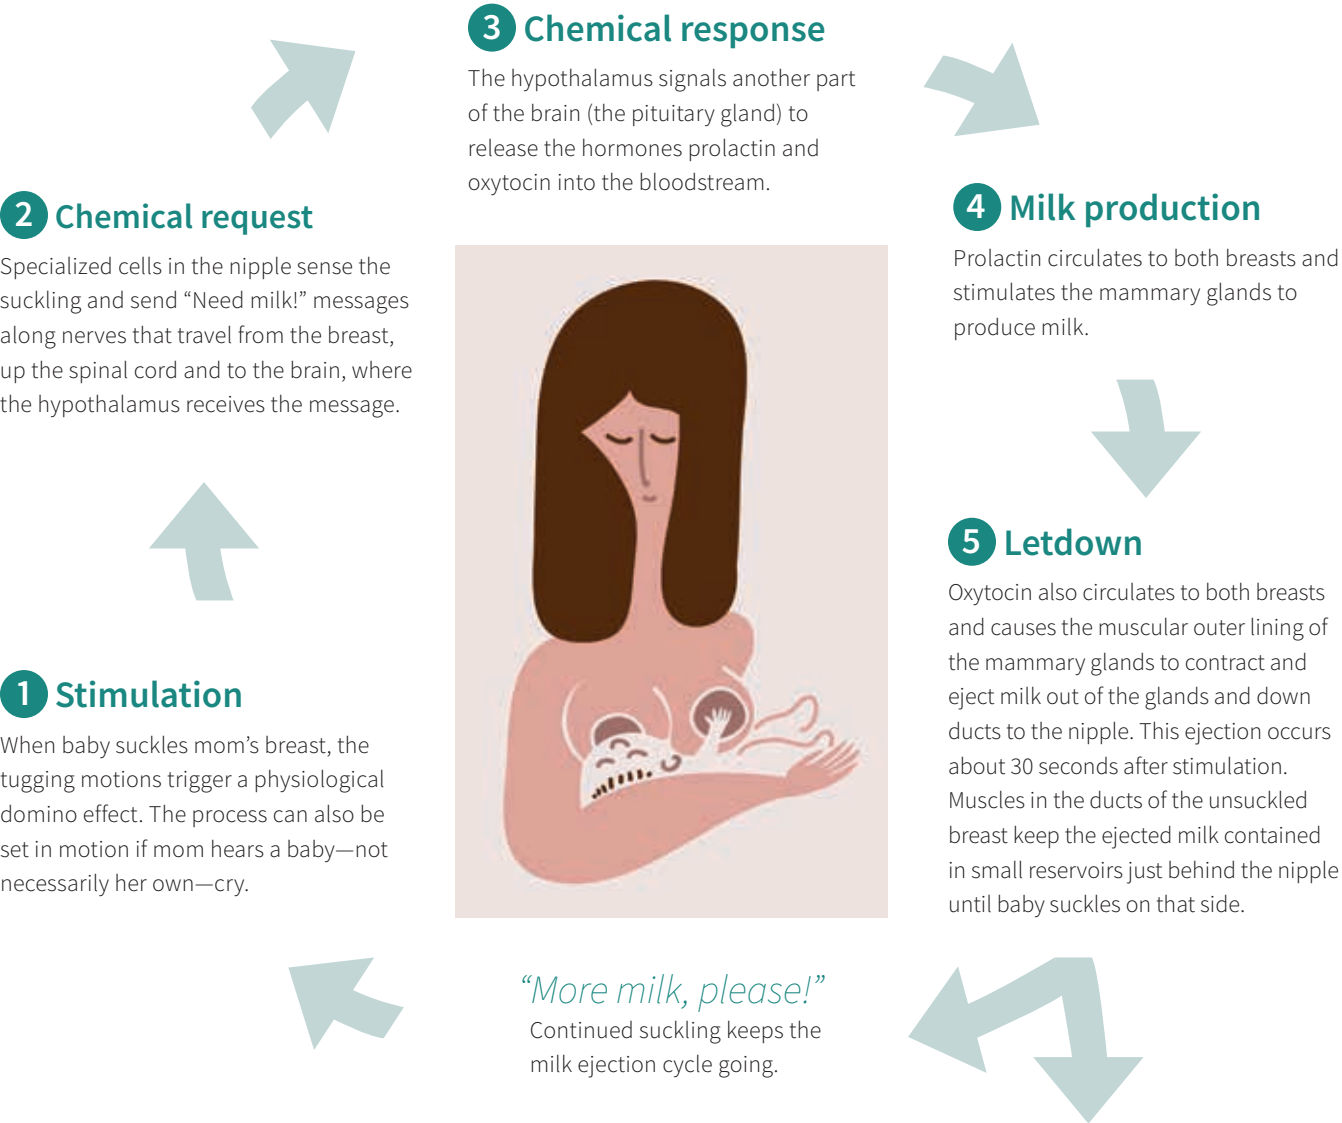 3 Chemical response
The hypothalamus signals another part
of the brain (the pituitary gland) to
release the hormones prolactin and
oxytocin into the bloodstream.
2 Chemical request
Specialized cells in the nipple sense the
suckling and send “Need milk!” messages
along nerves that travel from the breast,
up the spinal cord and to the brain, where
the hypothalamus receives the message.
4 Milk production
Prolactin circulates to both breasts and
stimulates the mammary glands to
produce milk.
1 Stimulation
When baby suckles mom’s breast, the
tugging motions trigger a physiological
domino effect. The process can also be
set in motion if mom hears a baby—not
necessarily her own—cry.
5 Letdown
Oxytocin also circulates to both breasts
and causes the muscular outer lining of
the mammary glands to contract and
eject milk out of the glands and down
ducts to the nipple. This ejection occurs
about 30 seconds after stimulation.
Muscles in the ducts of the unsuckled
breast keep the ejected milk contained
in small reservoirs just behind the nipple
until baby suckles on that side.
“More milk, please!”
Continued suckling keeps the
milk ejection cycle going.